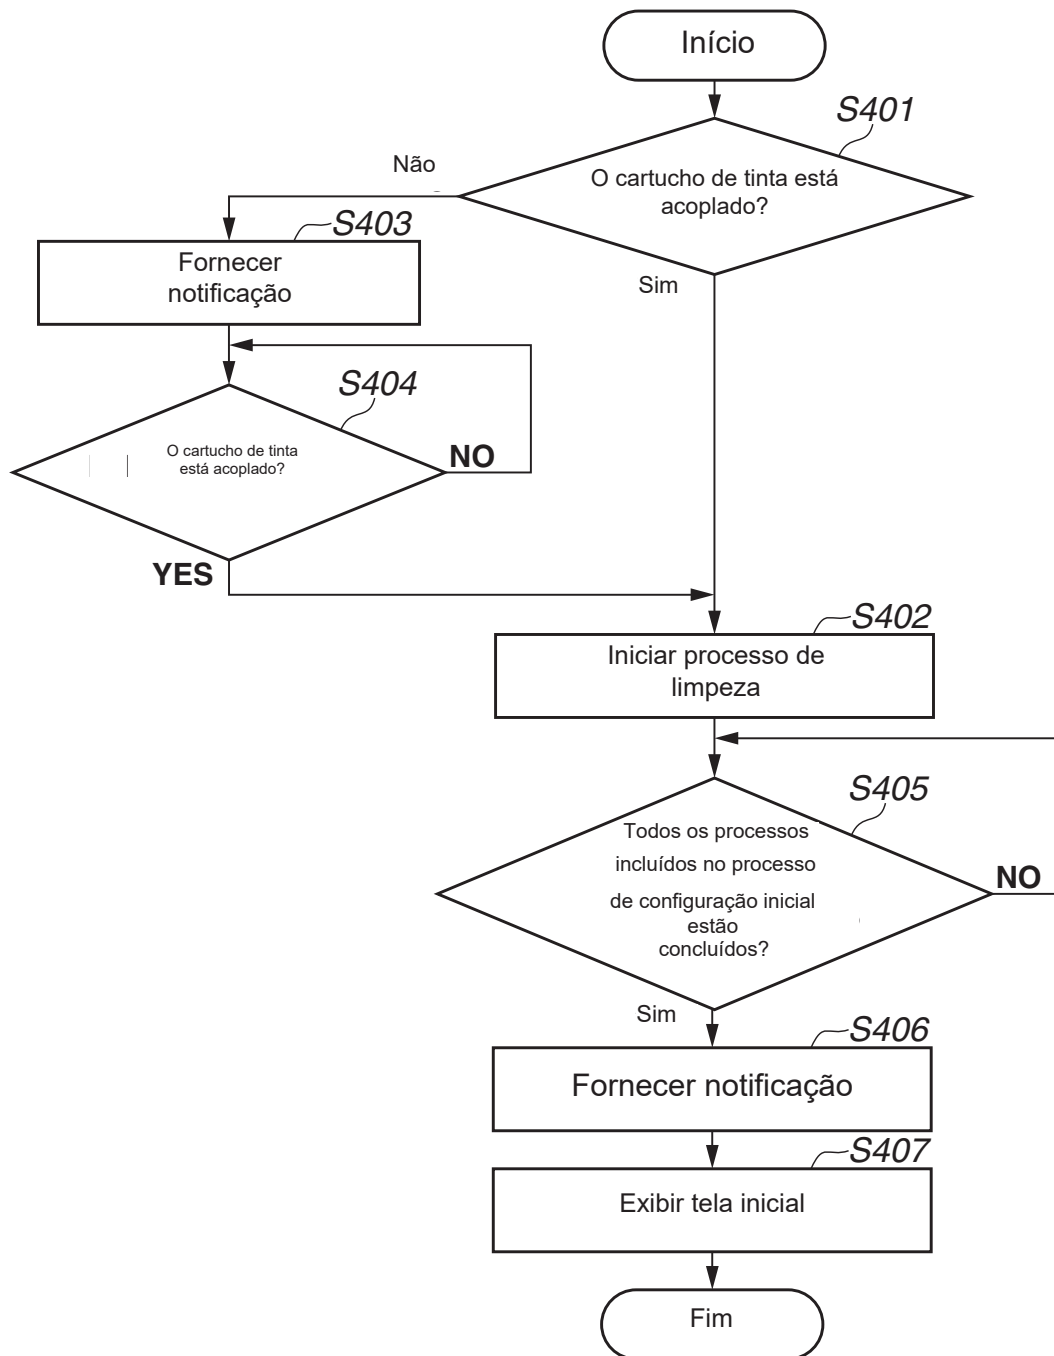 Início
S401
O cartucho de tinta está
acoplado?
Não
Sim
S403
Fornecer
notificação
S404
O cartucho de tinta
está acoplado?
NO
YES
S402
Iniciar processo de
limpeza
S405
Todos os processos
incluídos no processo
de configuração inicial
estão
concluídos?
NO
Sim
S406
Fornecer notificação
S407
Exibir tela inicial
Fim